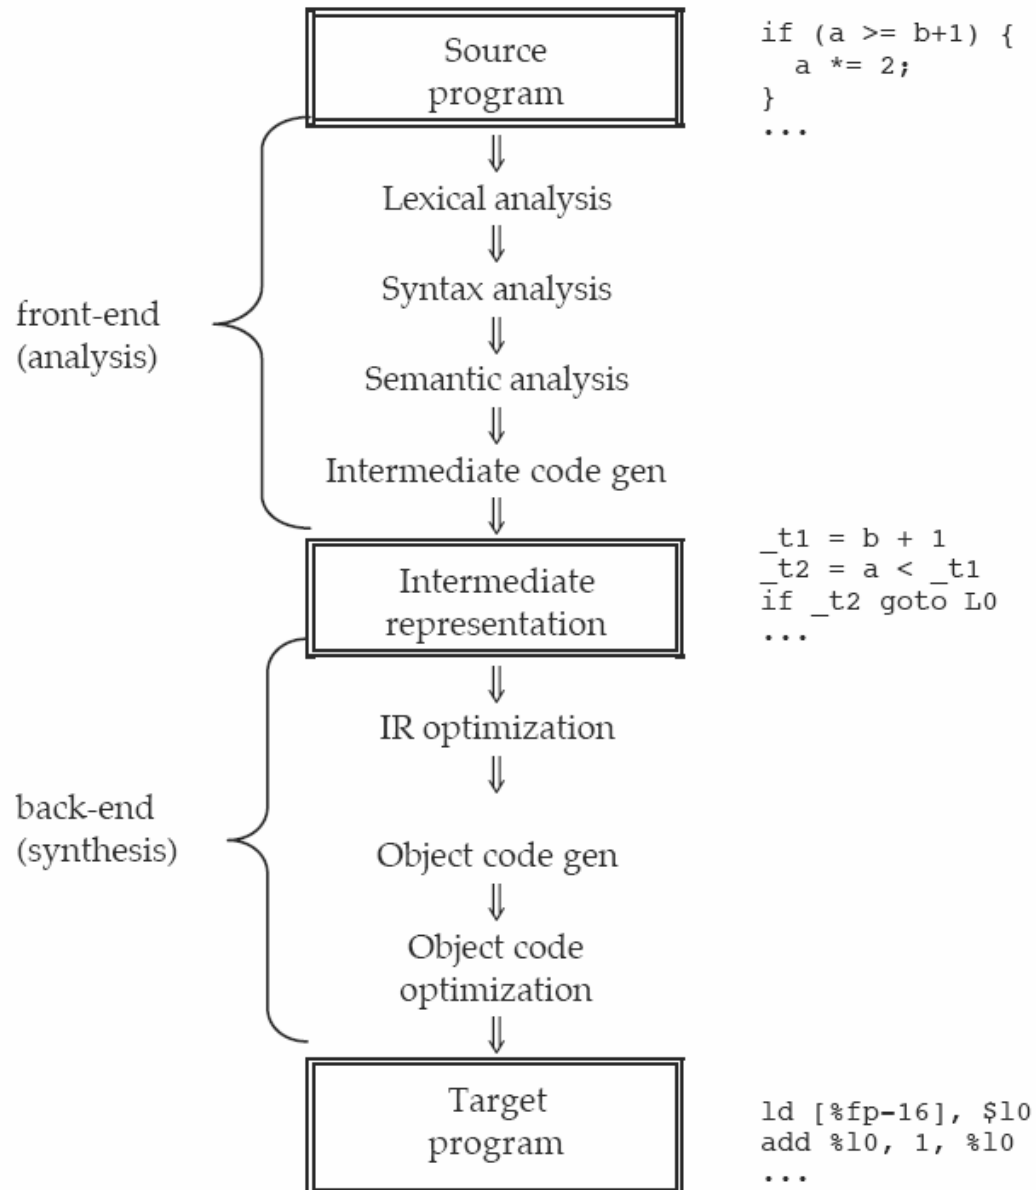 Source
program
if (a >= b+1) {
  a *= 2;
}
...
Lexical analysis
Syntax analysis
front-end
(analysis)
Semantic analysis
Intermediate code gen
Intermediate
representation
_t1 = b + 1
_t2 = a < _t1
if _t2 goto L0
...
IR optimization
back-end
(synthesis)
Object code gen
Object code
optimization
Target
program
ld [%fp-16], $l0
add %l0, 1, %l0
...